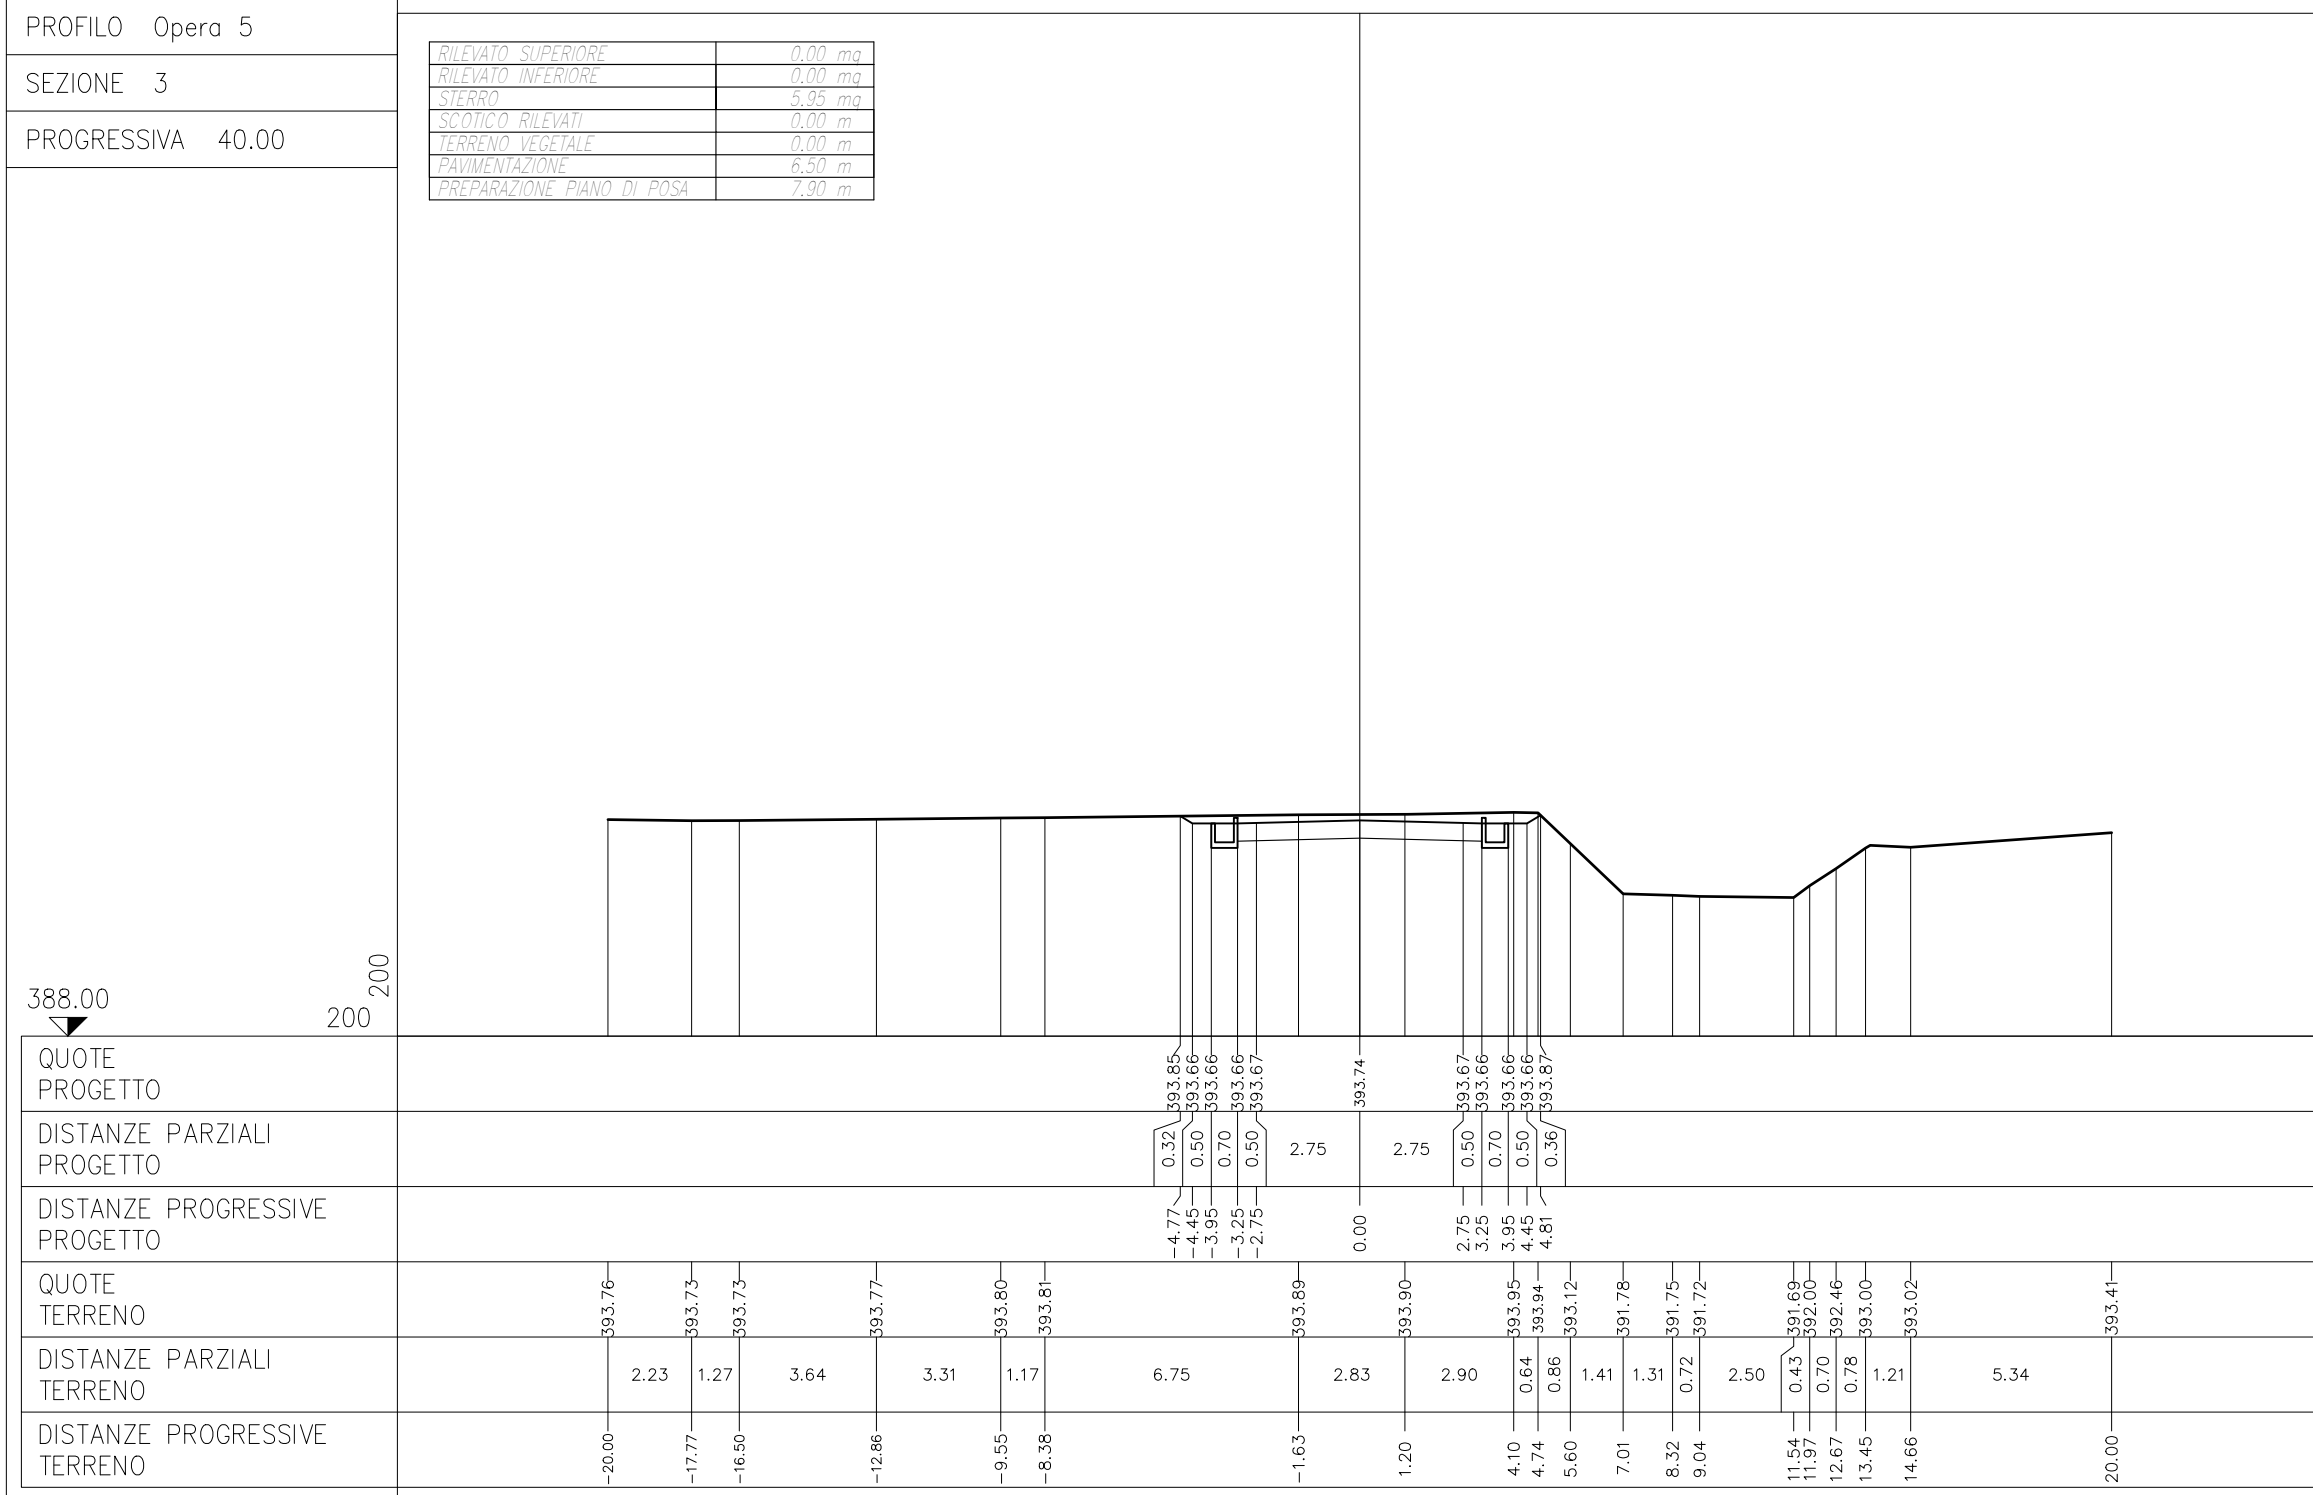 PROFILO Opera 5
SEZIONE 3
PROGRESSIVA 40.00
RILEVATO SUPERIORE 0.00 mq
RILEVATO INFERIORE 0.00 mq
STERRO 5.95 mq
SCOTICO RILEVATI 0.00 m
TERRENO VEGETALE 0.00 m
PAVIMENTAZIONE 6.50 m
PREPARAZIONE PIANO DI POSA 7.90 m
200
388.00
200
QUOTE
PROGETTO
393.85 393.66 393.66 393.66 393.67 393.74 393.67 393.66 393.66 393.66 393.87
DISTANZE PARZIALI
PROGETTO
0.32 0.50 0.70 0.50 2.75 2.75 0.50 0.70 0.50 0.36
DISTANZE PROGRESSIVE
PROGETTO
-4.77 -4.45 -3.95 -3.25 -2.75 0.00 2.75 3.25 3.95 4.45 4.81
QUOTE
TERRENO
393.76 393.73 393.73 393.77 393.80 393.81 393.89 393.90 393.95 393.94 393.12 391.78 391.75 391.72 391.69 392.00 392.46 393.00 393.02 393.41
DISTANZE PARZIALI
TERRENO
2.23 1.27 3.64 3.31 1.17 6.75 2.83 2.90 0.64 0.86 1.41 1.31 0.72 2.50 0.43 0.70 0.78 1.21 5.34
DISTANZE PROGRESSIVE
TERRENO
-20.00 -17.77 -16.50 -12.86 -9.55 -8.38 -1.63 1.20 4.10 4.74 5.60 7.01 8.32 9.04 11.54 11.97 12.67 13.45 14.66 20.00